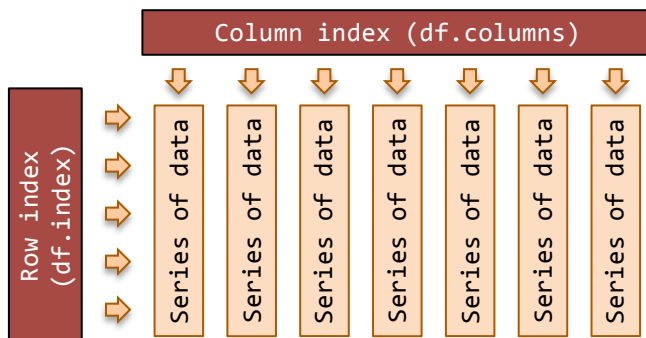 Column index (df.columns)
Row index
(df.index)
Series of data
Series of data
Series of data
Series of data
Series of data
Series of data
Series of data